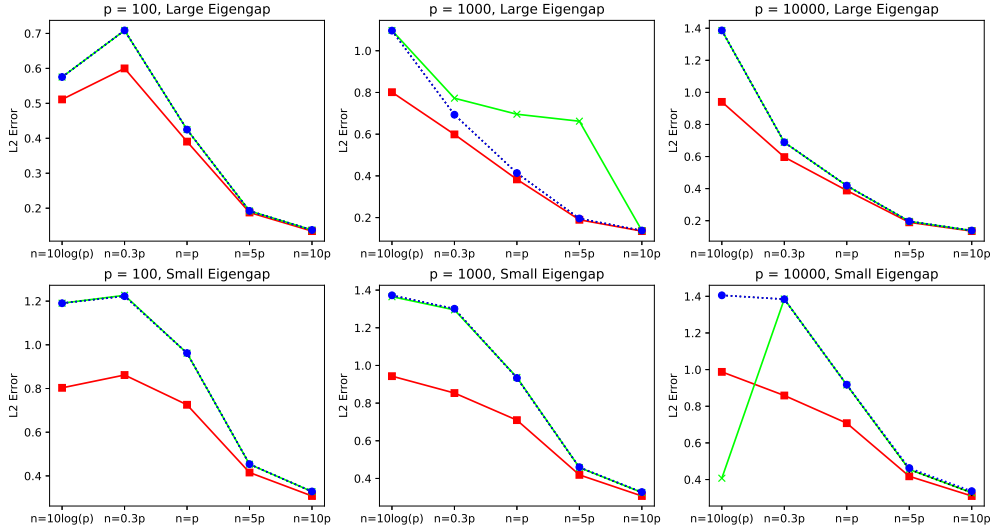 p = 100, Large Eigengap
L2 Error
0.7
0.6
0.5
0.4
0.3
0.2
n=10log(p) n=0.3p n=p n=5p n=10p
p = 1000, Large Eigengap
L2 Error
1.0
0.8
0.6
0.4
0.2
n=10log(p) n=0.3p n=p n=5p n=10p
p = 10000, Large Eigengap
L2 Error
1.4
1.2
1.0
0.8
0.6
0.4
0.2
n=10log(p) n=0.3p n=p n=5p n=10p
p = 100, Small Eigengap
L2 Error
1.2
1.0
0.8
0.6
0.4
n=10log(p) n=0.3p n=p n=5p n=10p
p = 1000, Small Eigengap
L2 Error
1.4
1.2
1.0
0.8
0.6
0.4
n=10log(p) n=0.3p n=p n=5p n=10p
p = 10000, Small Eigengap
L2 Error
1.4
1.2
1.0
0.8
0.6
0.4
n=10log(p) n=0.3p n=p n=5p n=10p